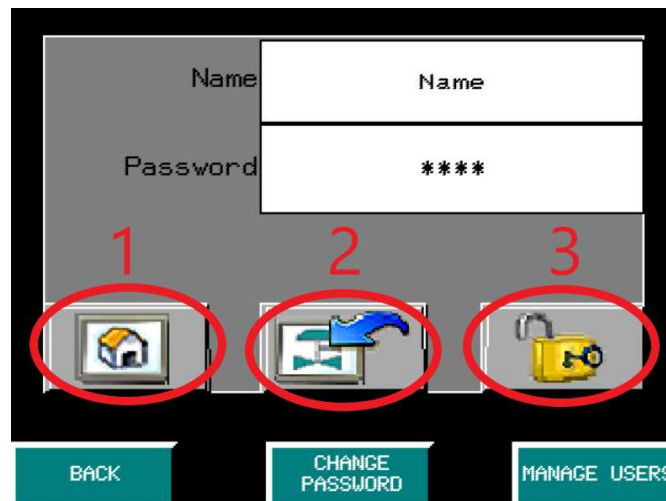 Name Name
Password ****
1 2 3
BACK CHANGE PASSWORD MANAGE USERS